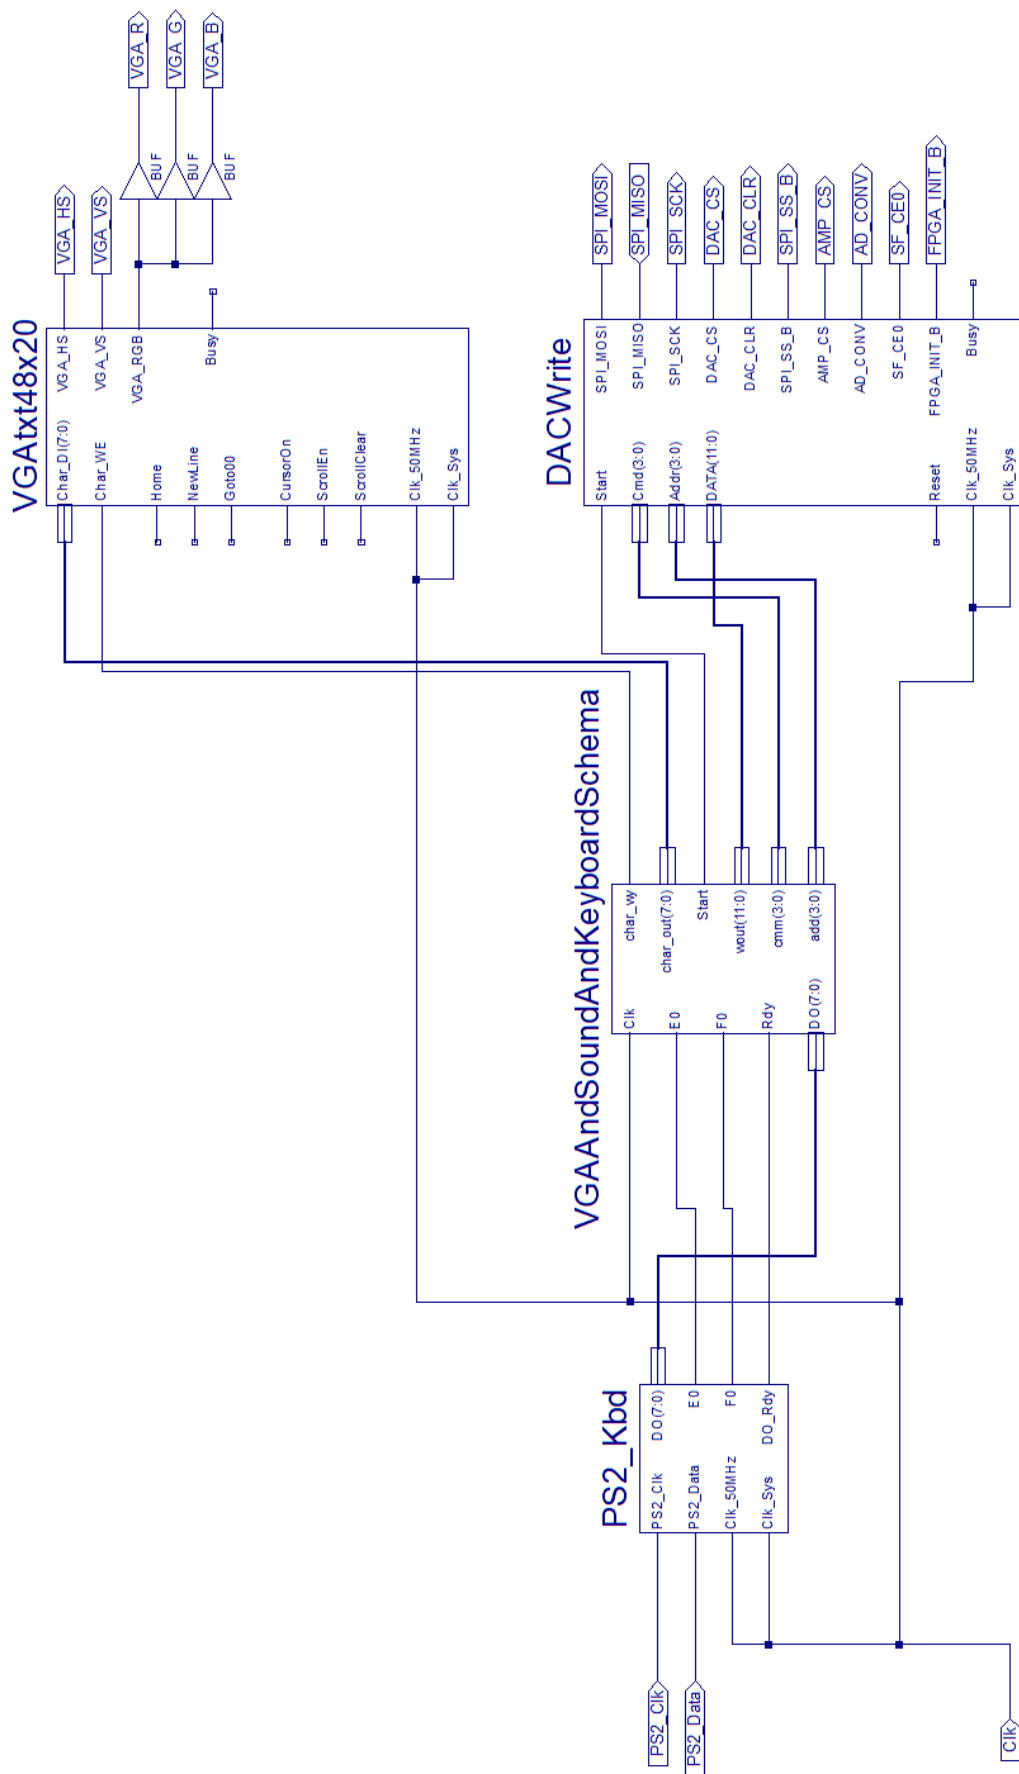 VGAtxt48x20
Char_DI(7:0)
Char_WE
Home
NewLine
Goto00
CursorOn
ScrollEn
ScrollClear
Clk_50MHz
Clk_Sys
VGA_HS
VGA_VS
VGA_RGB
Busy
VGA_HS
VGA_VS
BUF
BUF
BUF
VGA_R
VGA_G
VGA_B
DACWrite
Start
Cmd(3:0)
Addr(3:0)
DATA(11:0)
Reset
Clk_50MHz
Clk_Sys
SPI_MOSI
SPI_MISO
SPI_SCK
DAC_CS
DAC_CLR
SPI_SS_B
AMP_CS
AD_CONV
SF_CE0
FPGA_INIT_B
Busy
SPI_MOSI
SPI_MISO
SPI_SCK
DAC_CS
DAC_CLR
SPI_SS_B
AMP_CS
AD_CONV
SF_CE0
FPGA_INIT_B
VGAAndSoundAndKeyboardSchema
Clk
E0
F0
Rdy
DO(7:0)
char_wy
char_out(7:0)
Start
wout(11:0)
cmm(3:0)
add(3:0)
PS2_Kbd
PS2_Clk
PS2_Data
Clk_50MHz
Clk_Sys
DO(7:0)
E0
F0
DO_Rdy
PS2_Clk
PS2_Data
Clk